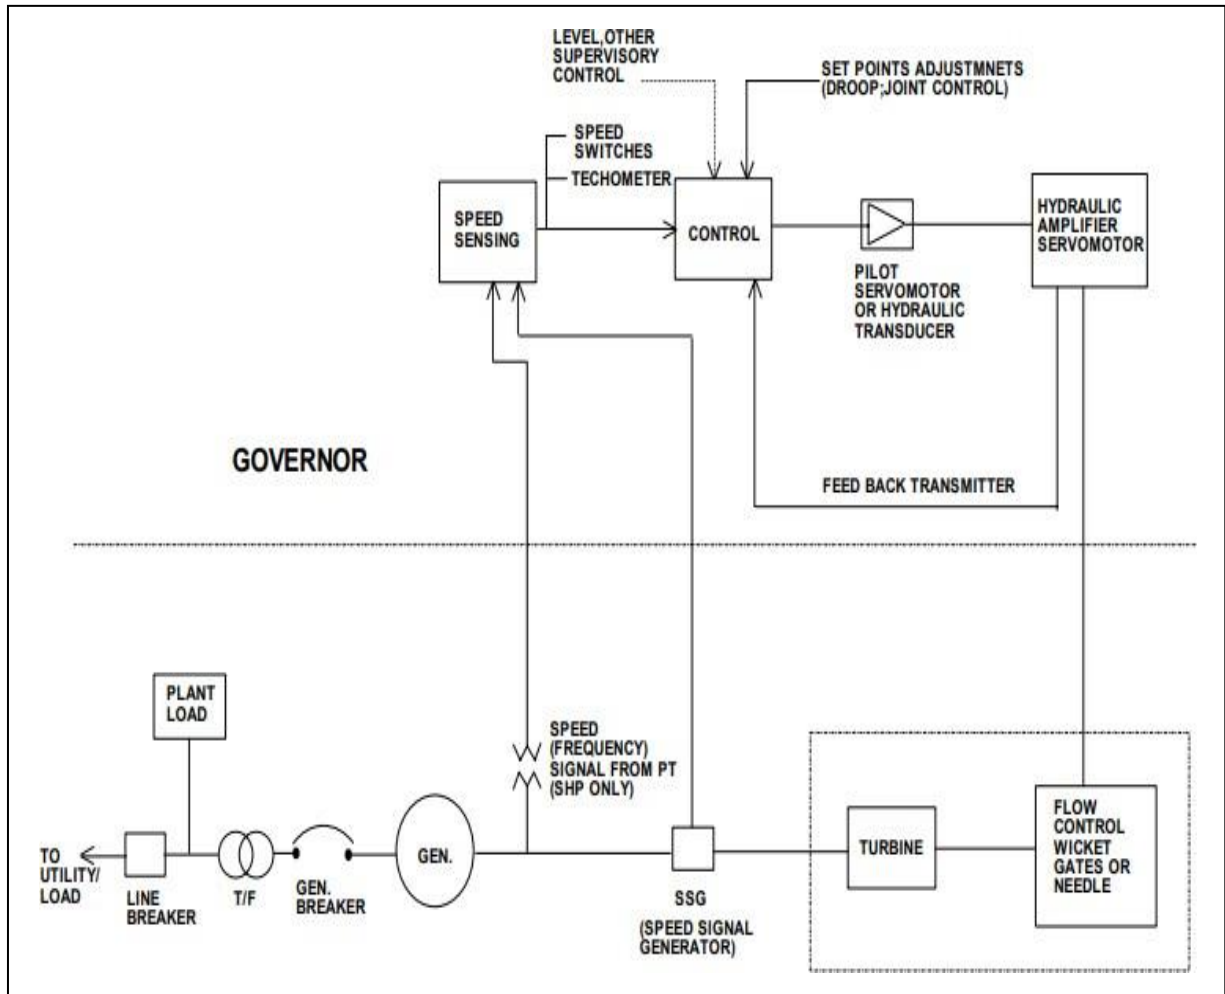 LEVEL,OTHER
SUPERVISORY
CONTROL
SET POINTS ADJUSTMNETS
(DROOP;JOINT CONTROL)
SPEED
SWITCHES
TECHOMETER
SPEED
SENSING
CONTROL
HYDRAULIC
AMPLIFIER
SERVOMOTOR
PILOT
SERVOMOTOR
OR HYDRAULIC
TRANSDUCER
GOVERNOR
FEED BACK TRANSMITTER
PLANT
LOAD
SPEED
(FREQUENCY)
SIGNAL FROM PT
(SHP ONLY)
TO
UTILITY/
LOAD
LINE
BREAKER
T/F
GEN.
BREAKER
GEN.
SSG
(SPEED SIGNAL
GENERATOR)
TURBINE
FLOW
CONTROL
WICKET
GATES OR
NEEDLE